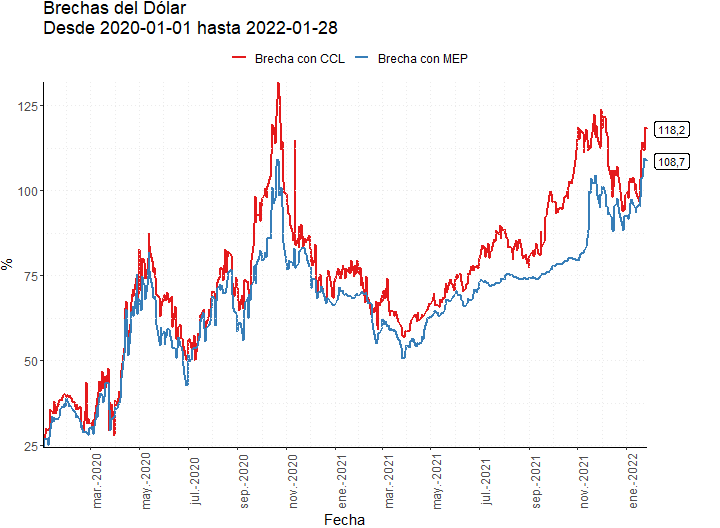 Brechas del Dólar
Desde 2020-01-01 hasta 2022-01-28
Brecha con CCL Brecha con MEP
125
100
75
50
25
%
118,2
108,7
mar.-2020
may.-2020
jul.-2020
sep.-2020
nov.-2020
ene.-2021
mar.-2021
may.-2021
jul.-2021
sep.-2021
nov.-2021
ene.-2022
Fecha